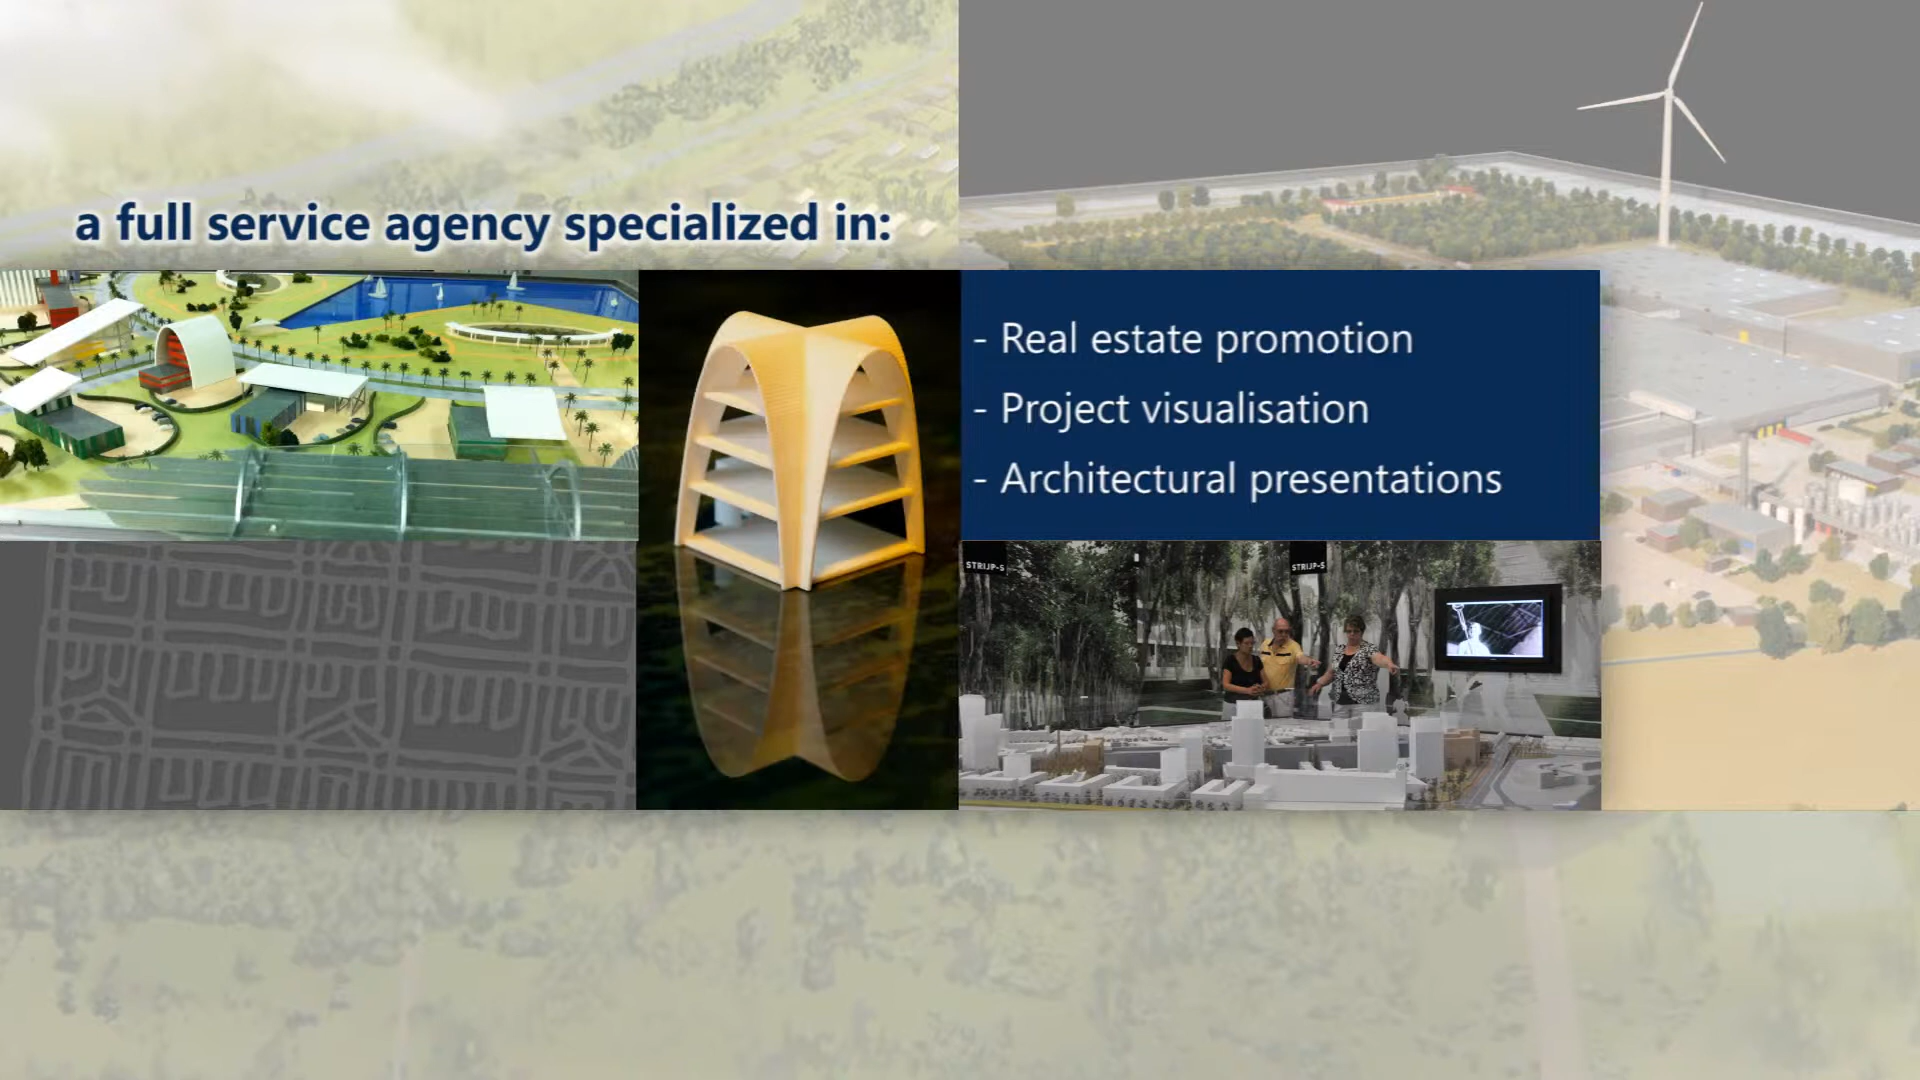 a full service agency specialized in:
- Real estate promotion
- Project visualisation
- Architectural presentations
STRIJP-S
STRIJP-S